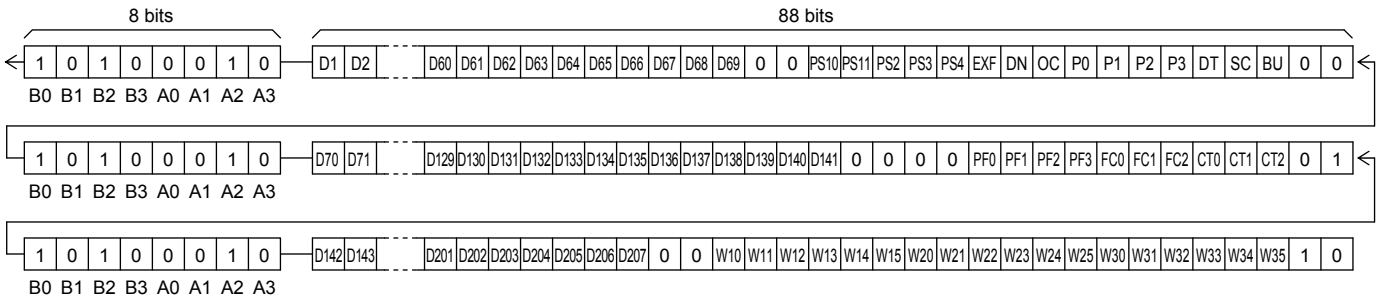 8 bits 88 bits
1 0 1 0 0 0 1 0 D1 D2 D60 D61 D62 D63 D64 D65 D66 D67 D68 D69 0 0 PS10 PS11 PS2 PS3 PS4 EXF DN OC P0 P1 P2 P3 DT SC BU 0 0
B0 B1 B2 B3 A0 A1 A2 A3
1 0 1 0 0 0 1 0 D70 D71 D129 D130 D131 D132 D133 D134 D135 D136 D137 D138 D139 D140 D141 0 0 0 0 PF0 PF1 PF2 PF3 FC0 FC1 FC2 CT0 CT1 CT2 0 1
B0 B1 B2 B3 A0 A1 A2 A3
1 0 1 0 0 0 1 0 D142 D143 D201 D202 D203 D204 D205 D206 D207 0 0 W10 W11 W12 W13 W14 W15 W20 W21 W22 W23 W24 W25 W30 W31 W32 W33 W34 W35 1 0
B0 B1 B2 B3 A0 A1 A2 A3